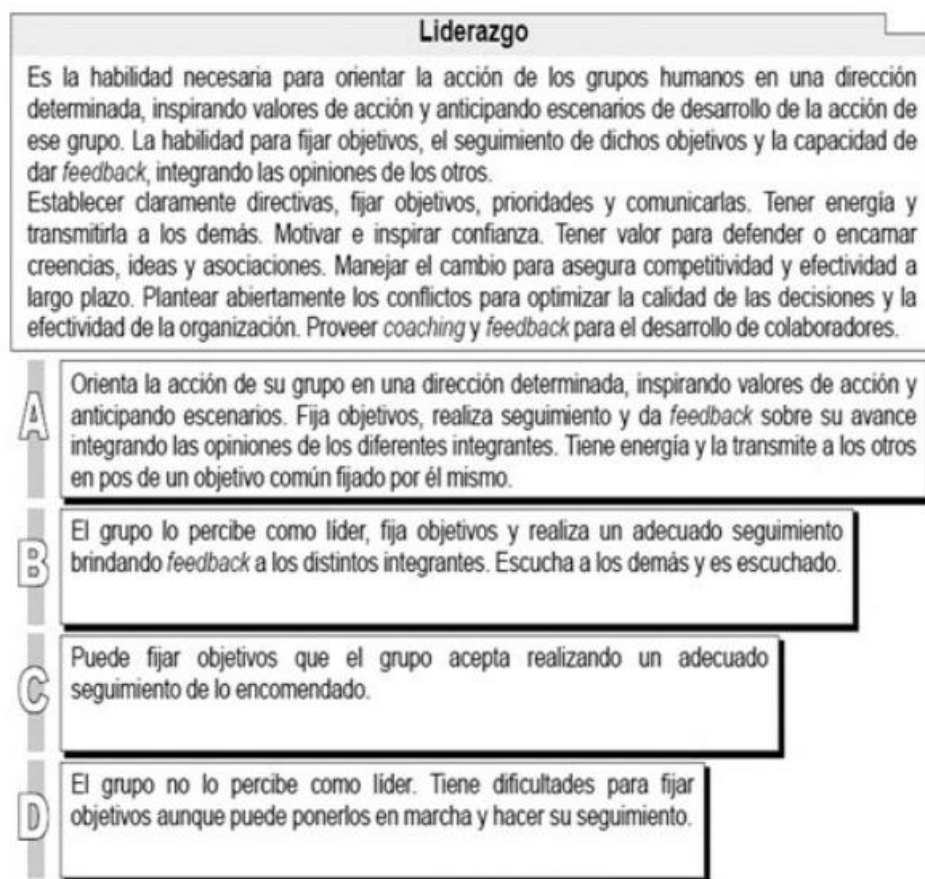 Liderazgo
Es la habilidad necesaria para orientar la acción de los grupos humanos en una dirección
determinada, inspirando valores de acción y anticipando escenarios de desarrollo de la acción de
ese grupo. La habilidad para fijar objetivos, el seguimiento de dichos objetivos y la capacidad de
dar feedback, integrando las opiniones de los otros.
Establecer claramente directivas, fijar objetivos, prioridades y comunicarlas. Tener energía y
transmitirla a los demás. Motivar e inspirar confianza. Tener valor para defender o encarnar
creencias, ideas y asociaciones. Manejar el cambio para asegura competitividad y efectividad a
largo plazo. Plantear abiertamente los conflictos para optimizar la calidad de las decisiones y la
efectividad de la organización. Proveer coaching y feedback para el desarrollo de colaboradores.
A
Orienta la acción de su grupo en una dirección determinada, inspirando valores de acción y
anticipando escenarios. Fija objetivos, realiza seguimiento y da feedback sobre su avance
integrando las opiniones de los diferentes integrantes. Tiene energía y la transmite a los otros
en pos de un objetivo común fijado por él mismo.
B
El grupo lo percibe como líder, fija objetivos y realiza un adecuado seguimiento
brindando feedback a los distintos integrantes. Escucha a los demás y es escuchado.
C
Puede fijar objetivos que el grupo acepta realizando un adecuado
seguimiento de lo encomendado.
D
El grupo no lo percibe como líder. Tiene dificultades para fijar
objetivos aunque puede ponerlos en marcha y hacer su seguimiento.